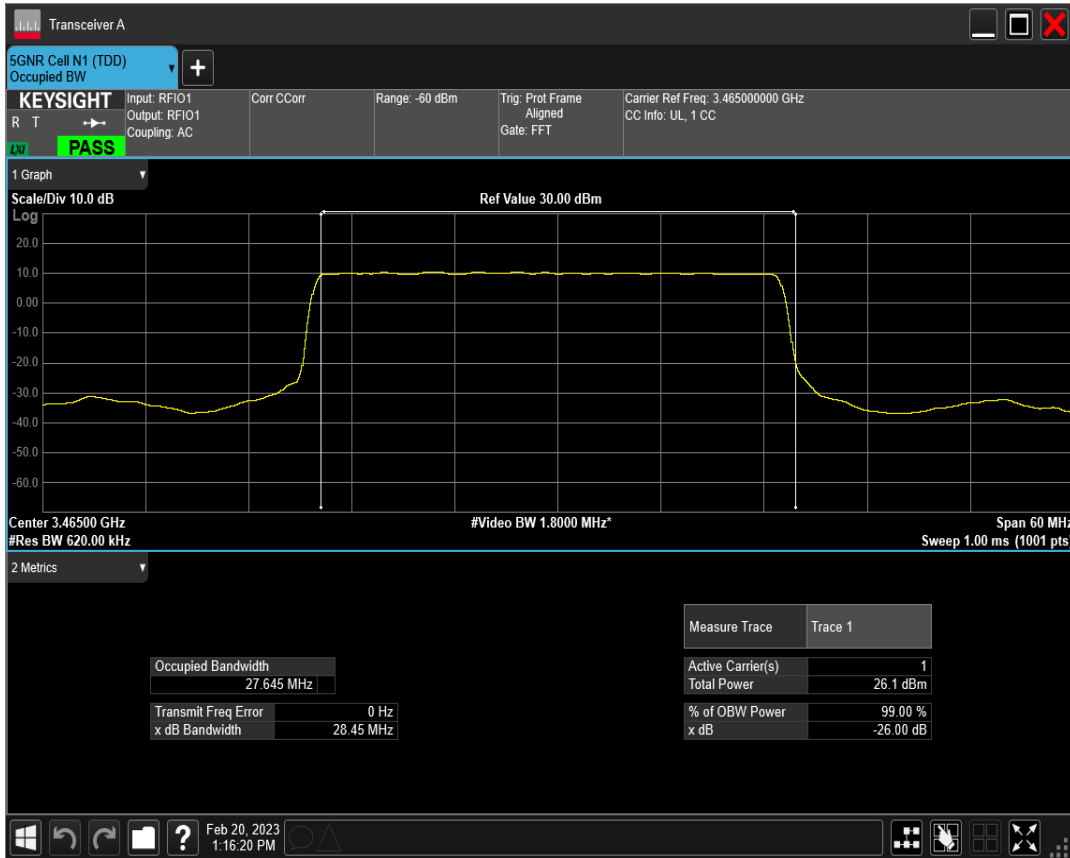 Transceiver A
5GNR Cell N1 (TDD)
Occupied BW
+
KEYSIGHT
R T
LXI
PASS
Input: RFIO1
Output: RFIO1
Coupling: AC
Corr CCorr
Range: -60 dBm
Trig: Prot Frame
Aligned
Gate: FFT
Carrier Ref Freq: 3.465000000 GHz
CC Info: UL, 1 CC
1 Graph
Scale/Div 10.0 dB
Ref Value 30.00 dBm
Log
20.0
10.0
0.00
-10.0
-20.0
-30.0
-40.0
-50.0
-60.0
Center 3.46500 GHz
#Video BW 1.8000 MHz*
Span 60 MHz
#Res BW 620.00 kHz
Sweep 1.00 ms (1001 pts)
2 Metrics
Measure Trace Trace 1
Occupied Bandwidth
27.645 MHz
Active Carrier(s) 1
Total Power 26.1 dBm
Transmit Freq Error 0 Hz
x dB Bandwidth 28.45 MHz
% of OBW Power 99.00 %
x dB -26.00 dB
?
Feb 20, 2023
1:16:20 PM